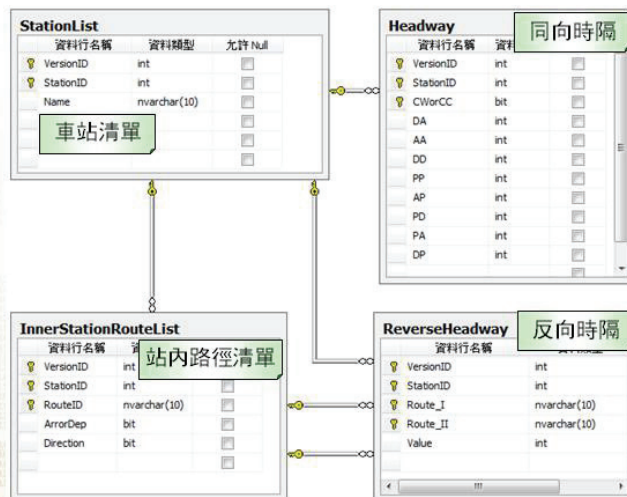 StationList
資料行名稱 資料類型 允許 Null
VersionID int
StationID int
Name nvarchar(10)
車站清單
Headway
同向時隔
資料行名稱
VersionID int
StationID int
CWorCC bit
DA int
AA int
DD int
PP int
AP int
PD int
PA int
DP int
InnerStationRouteList
站內路徑清單
資料行名稱
VersionID int
StationID int
RouteID nvarchar(10)
ArrorDep bit
Direction bit
ReverseHeadway
反向時隔
資料行名稱
VersionID int
StationID int
Route_I nvarchar(10)
Route_II nvarchar(10)
Value int